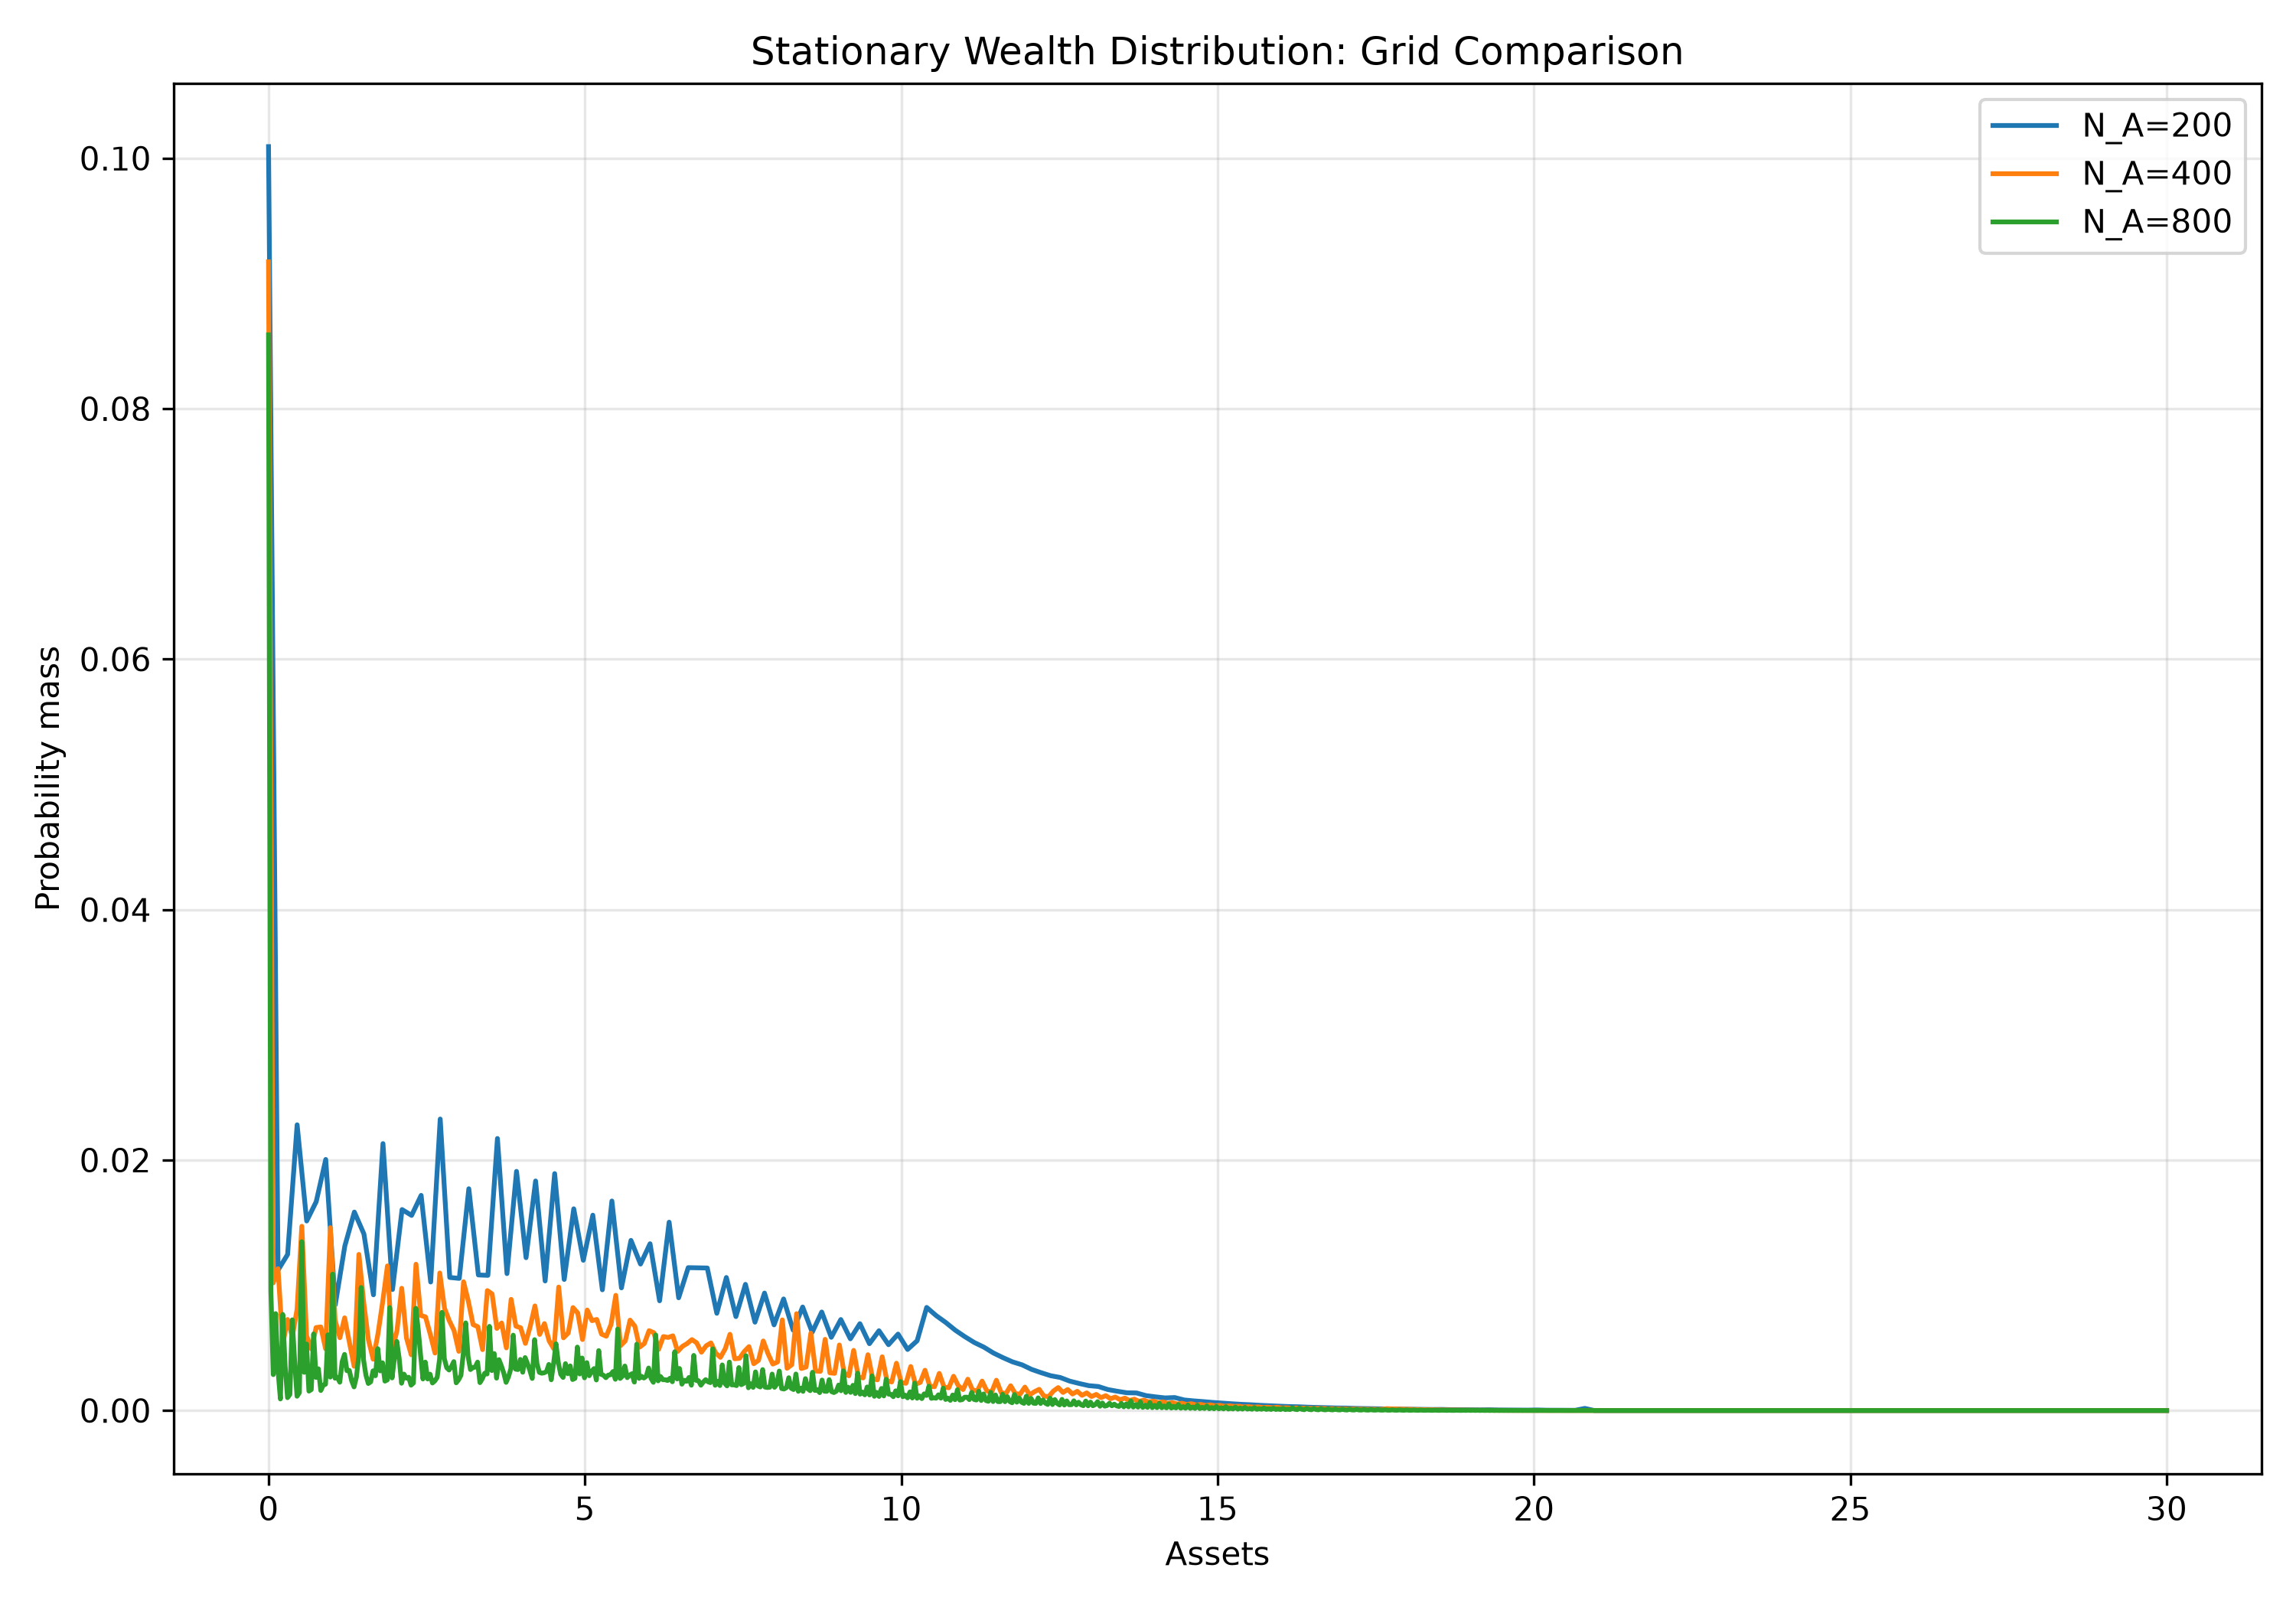 Stationary Wealth Distribution: Grid Comparison
N_A=200
N_A=400
N_A=800
0.10
0.08
0.06
0.04
0.02
0.00
Probability mass
0 5 10 15 20 25 30
Assets